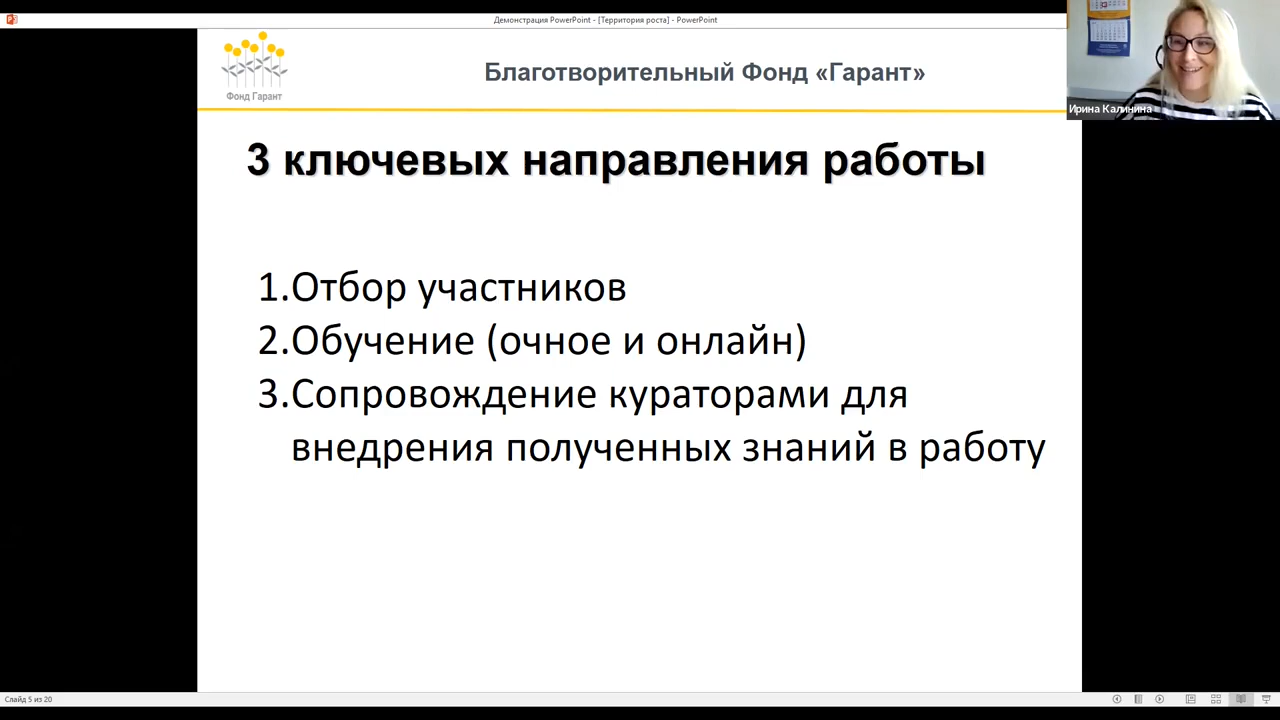 Демонстрация PowerPoint - [Территория роста] - PowerPoint
Фонд Гарант
Благотворительный Фонд «Гарант»
Ирина Калинина
3 ключевых направления работы
1.Отбор участников
2.Обучение (очное и онлайн)
3.Сопровождение кураторами для
внедрения полученных знаний в работу
Слайд 5 из 20